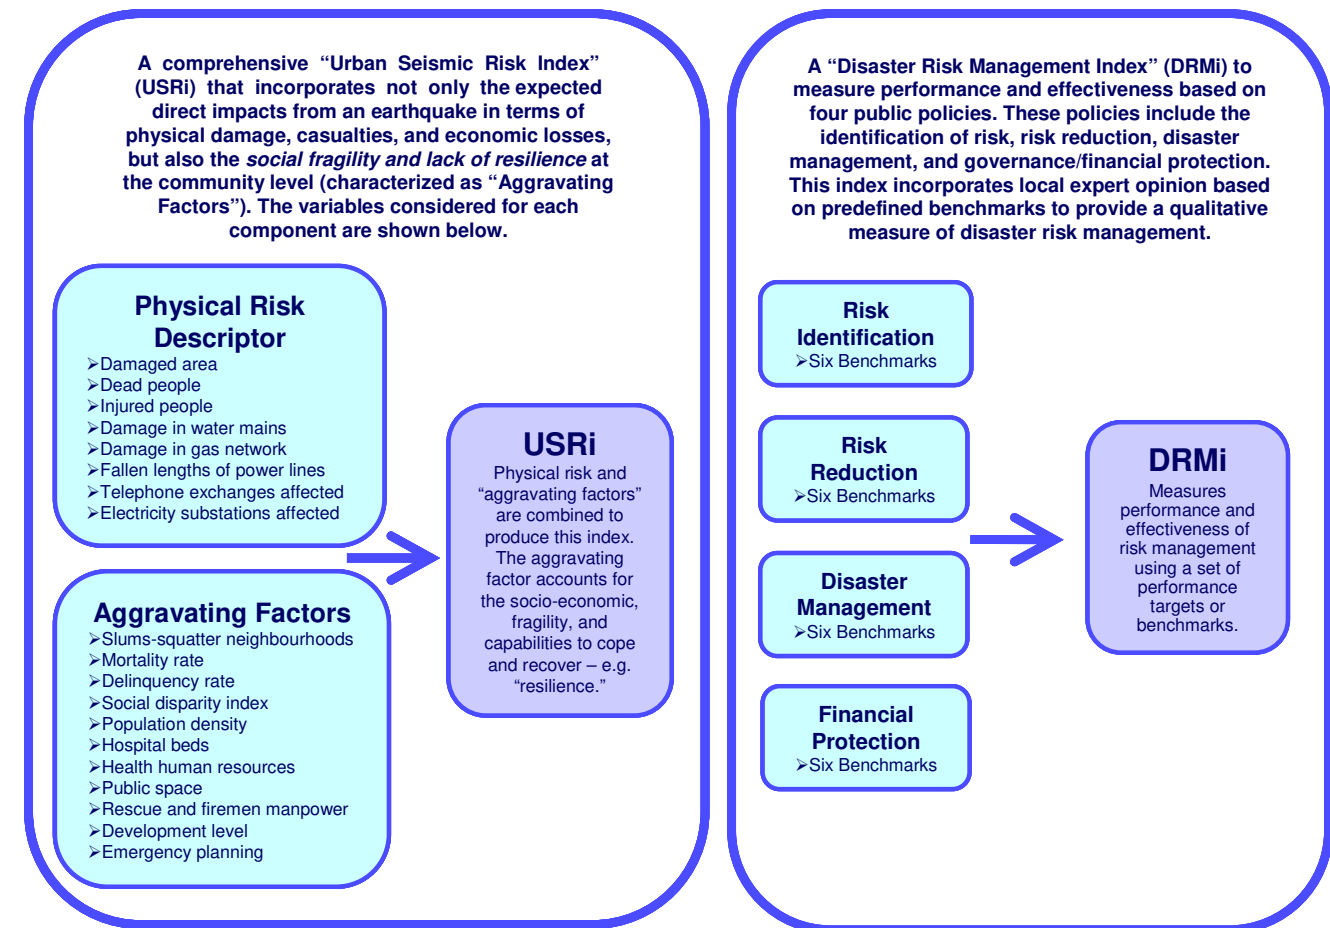 A comprehensive “Urban Seismic Risk Index”
(USRi) that incorporates not only the expected
direct impacts from an earthquake in terms of
physical damage, casualties, and economic losses,
but also the social fragility and lack of resilience at
the community level (characterized as “Aggravating
Factors”). The variables considered for each
component are shown below.
Physical Risk
Descriptor
➢Damaged area
➢Dead people
➢Injured people
➢Damage in water mains
➢Damage in gas network
➢Fallen lengths of power lines
➢Telephone exchanges affected
➢Electricity substations affected
Aggravating Factors
➢Slums-squatter neighbourhoods
➢Mortality rate
➢Delinquency rate
➢Social disparity index
➢Population density
➢Hospital beds
➢Health human resources
➢Public space
➢Rescue and firemen manpower
➢Development level
➢Emergency planning
USRi
Physical risk and
“aggravating factors”
are combined to
produce this index.
The aggravating
factor accounts for
the socio-economic,
fragility, and
capabilities to cope
and recover – e.g.
“resilience.”
A “Disaster Risk Management Index” (DRMi) to
measure performance and effectiveness based on
four public policies. These policies include the
identification of risk, risk reduction, disaster
management, and governance/financial protection.
This index incorporates local expert opinion based
on predefined benchmarks to provide a qualitative
measure of disaster risk management.
Risk
Identification
➢Six Benchmarks
Risk
Reduction
➢Six Benchmarks
Disaster
Management
➢Six Benchmarks
Financial
Protection
➢Six Benchmarks
DRMi
Measures
performance and
effectiveness of
risk management
using a set of
performance
targets or
benchmarks.